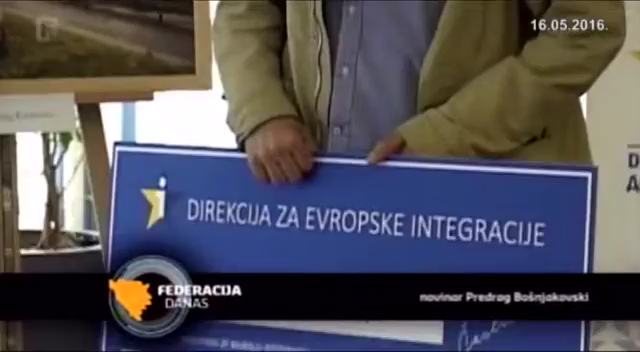 16.05.2016.
DIREKCIJA ZA EVROPSKE INTEGRACIJE
FEDERACIJA
DANAS
novinar Predrag Bošnjakovski